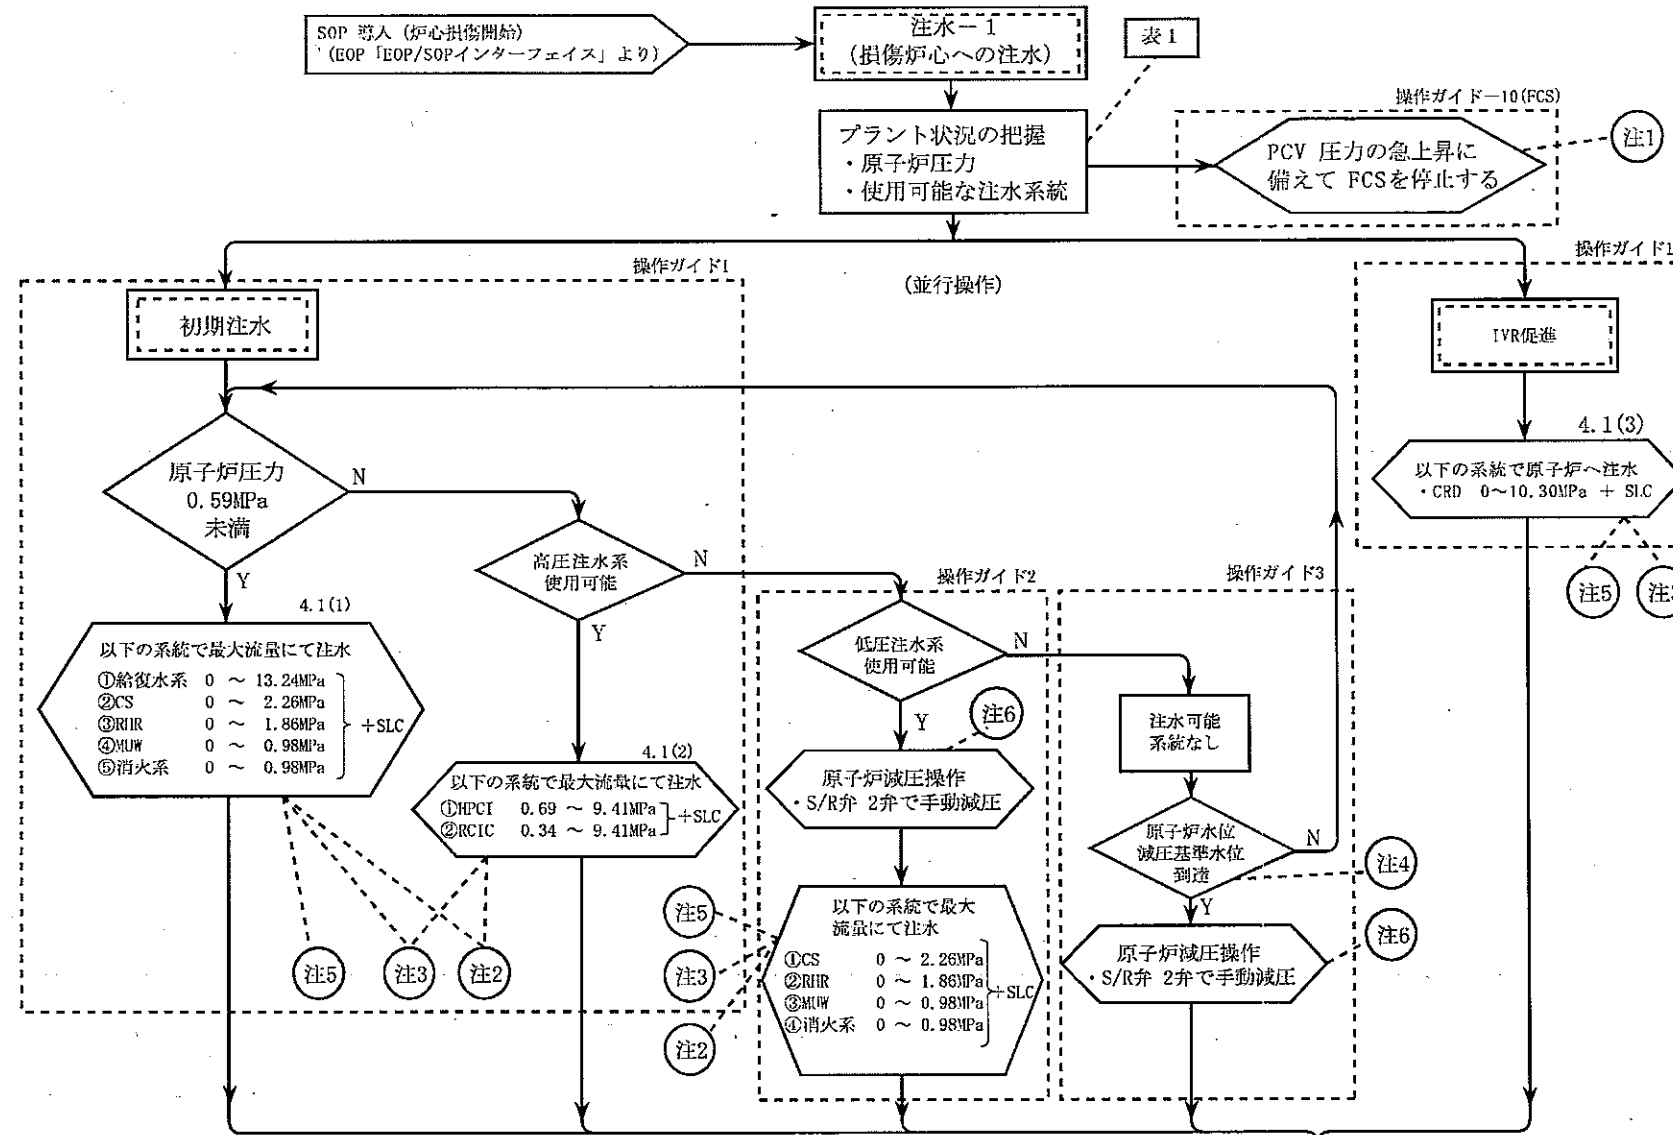 SOP 導入 (炉心損傷開始)
(EOP「EOP/SOPインターフェイス」より)
注水－1
(損傷炉心への注水)
表1
プラント状況の把握
・原子炉圧力
・使用可能な注水系統
操作ガイド－10(FCS)
PCV 圧力の急上昇に
備えて FCSを停止する
注1
操作ガイド1
(並行操作)
操作ガイド1
初期注水
IVR促進
原子炉圧力
0.59MPa
未満
N
Y
高圧注水系
使用可能
N
Y
4.1(3)
以下の系統で原子炉へ注水
・CRD 0～10.30MPa ＋ SLC
注5
操作ガイド2
操作ガイド3
4.1(1)
以下の系統で最大流量にて注水
①給復水系 0 ～ 13.24MPa
②CS 0 ～ 2.26MPa
③RHR 0 ～ 1.86MPa
④MUW 0 ～ 0.98MPa
⑤消火系 0 ～ 0.98MPa
＋SLC
低圧注水系
使用可能
N
Y
注6
注水可能
系統なし
4.1(2)
以下の系統で最大流量にて注水
①HPCI 0.69 ～ 9.41MPa
②RCIC 0.34 ～ 9.41MPa
＋SLC
原子炉減圧操作
・S/R弁 2弁で手動減圧
原子炉水位
減圧基準水位
到達
N
Y
注4
注5
注3
注2
注5
注3
注2
以下の系統で最大
流量にて注水
①CS 0 ～ 2.26MPa
②RHR 0 ～ 1.86MPa
③MUW 0 ～ 0.98MPa
④消火系 0 ～ 0.98MPa
＋SLC
原子炉減圧操作
・S/R弁 2弁で手動減圧
注6